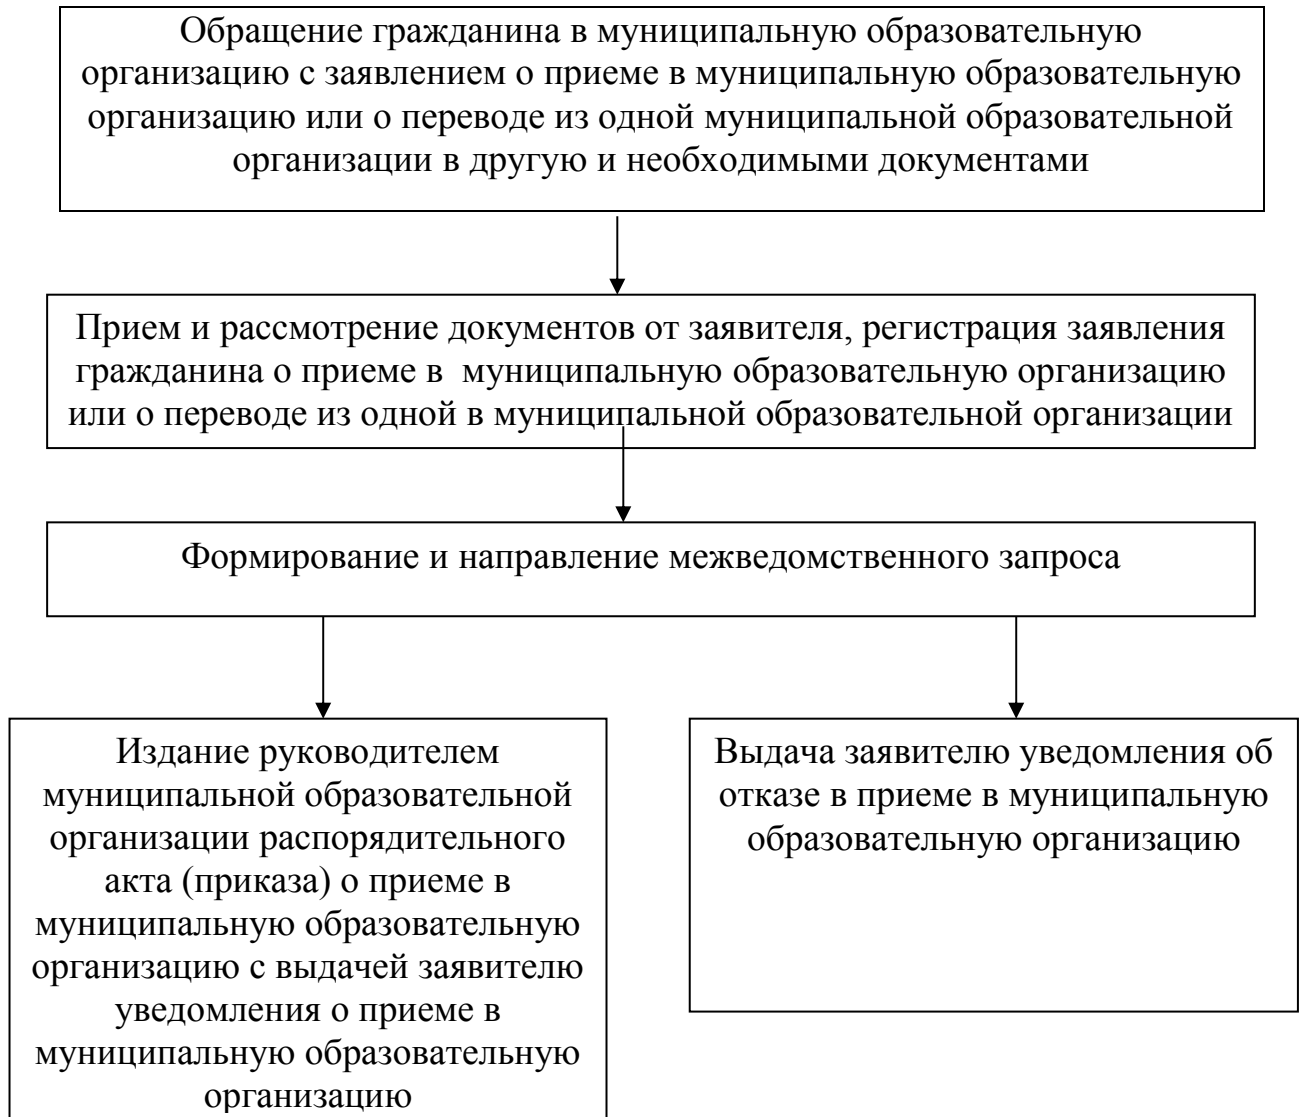 Обращение гражданина в муниципальную образовательную
организацию с заявлением о приеме в муниципальную образовательную
организацию или о переводе из одной муниципальной образовательной
организации в другую и необходимыми документами
Прием и рассмотрение документов от заявителя, регистрация заявления
гражданина о приеме в  муниципальную образовательную организацию
или о переводе из одной в муниципальной образовательной организации
Формирование и направление межведомственного запроса
Издание руководителем
муниципальной образовательной
организации распорядительного
акта (приказа) о приеме в
муниципальную образовательную
организацию с выдачей заявителю
уведомления о приеме в
муниципальную образовательную
организацию
Выдача заявителю уведомления об
отказе в приеме в муниципальную
образовательную организацию